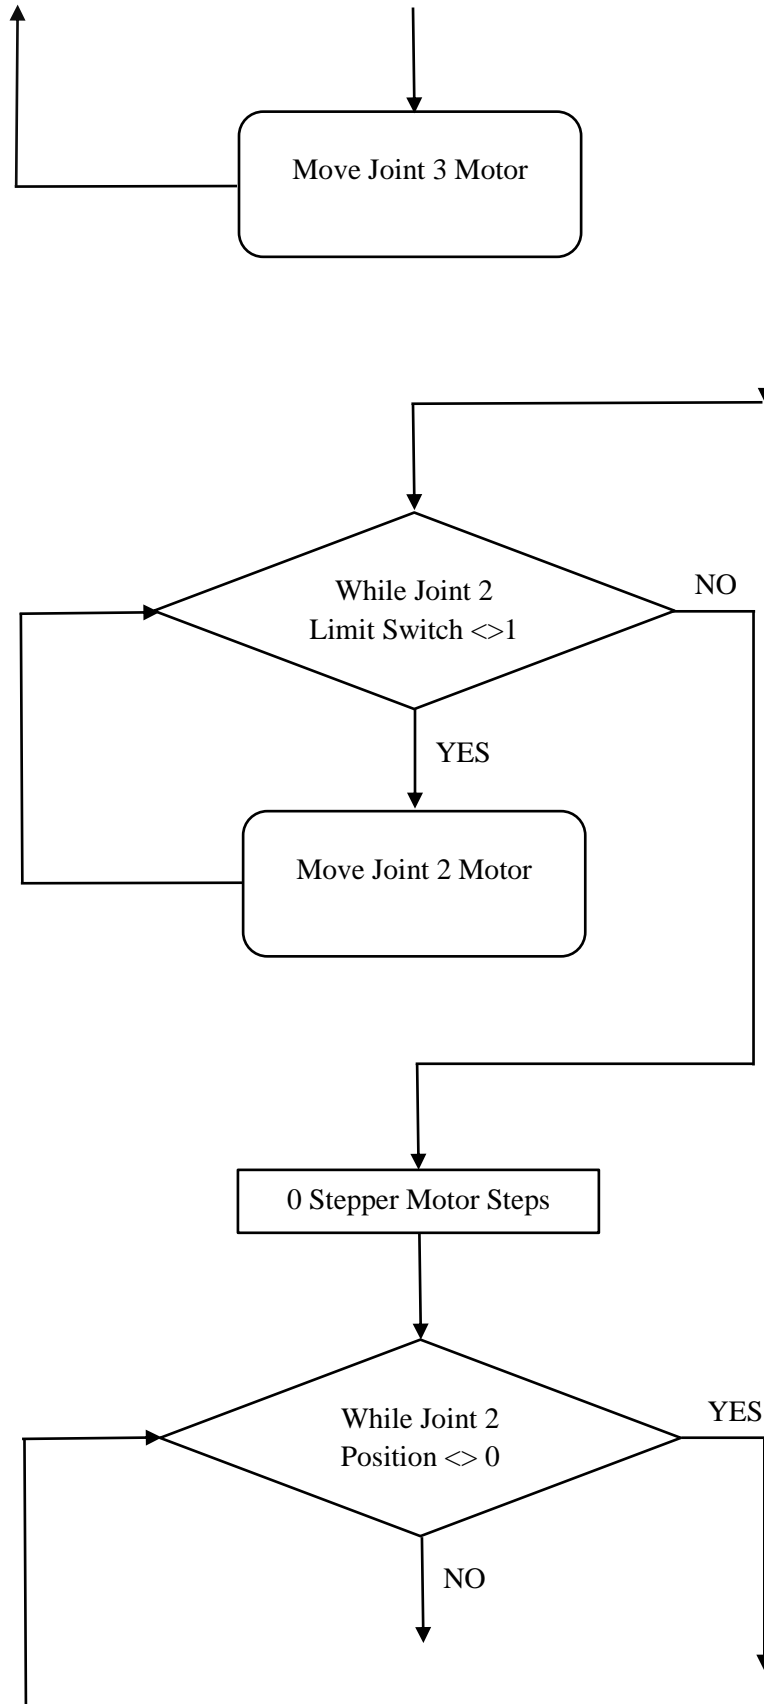 Move Joint 3 Motor
While Joint 2
Limit Switch <>1
NO
YES
Move Joint 2 Motor
0 Stepper Motor Steps
While Joint 2
Position <> 0
YES
NO